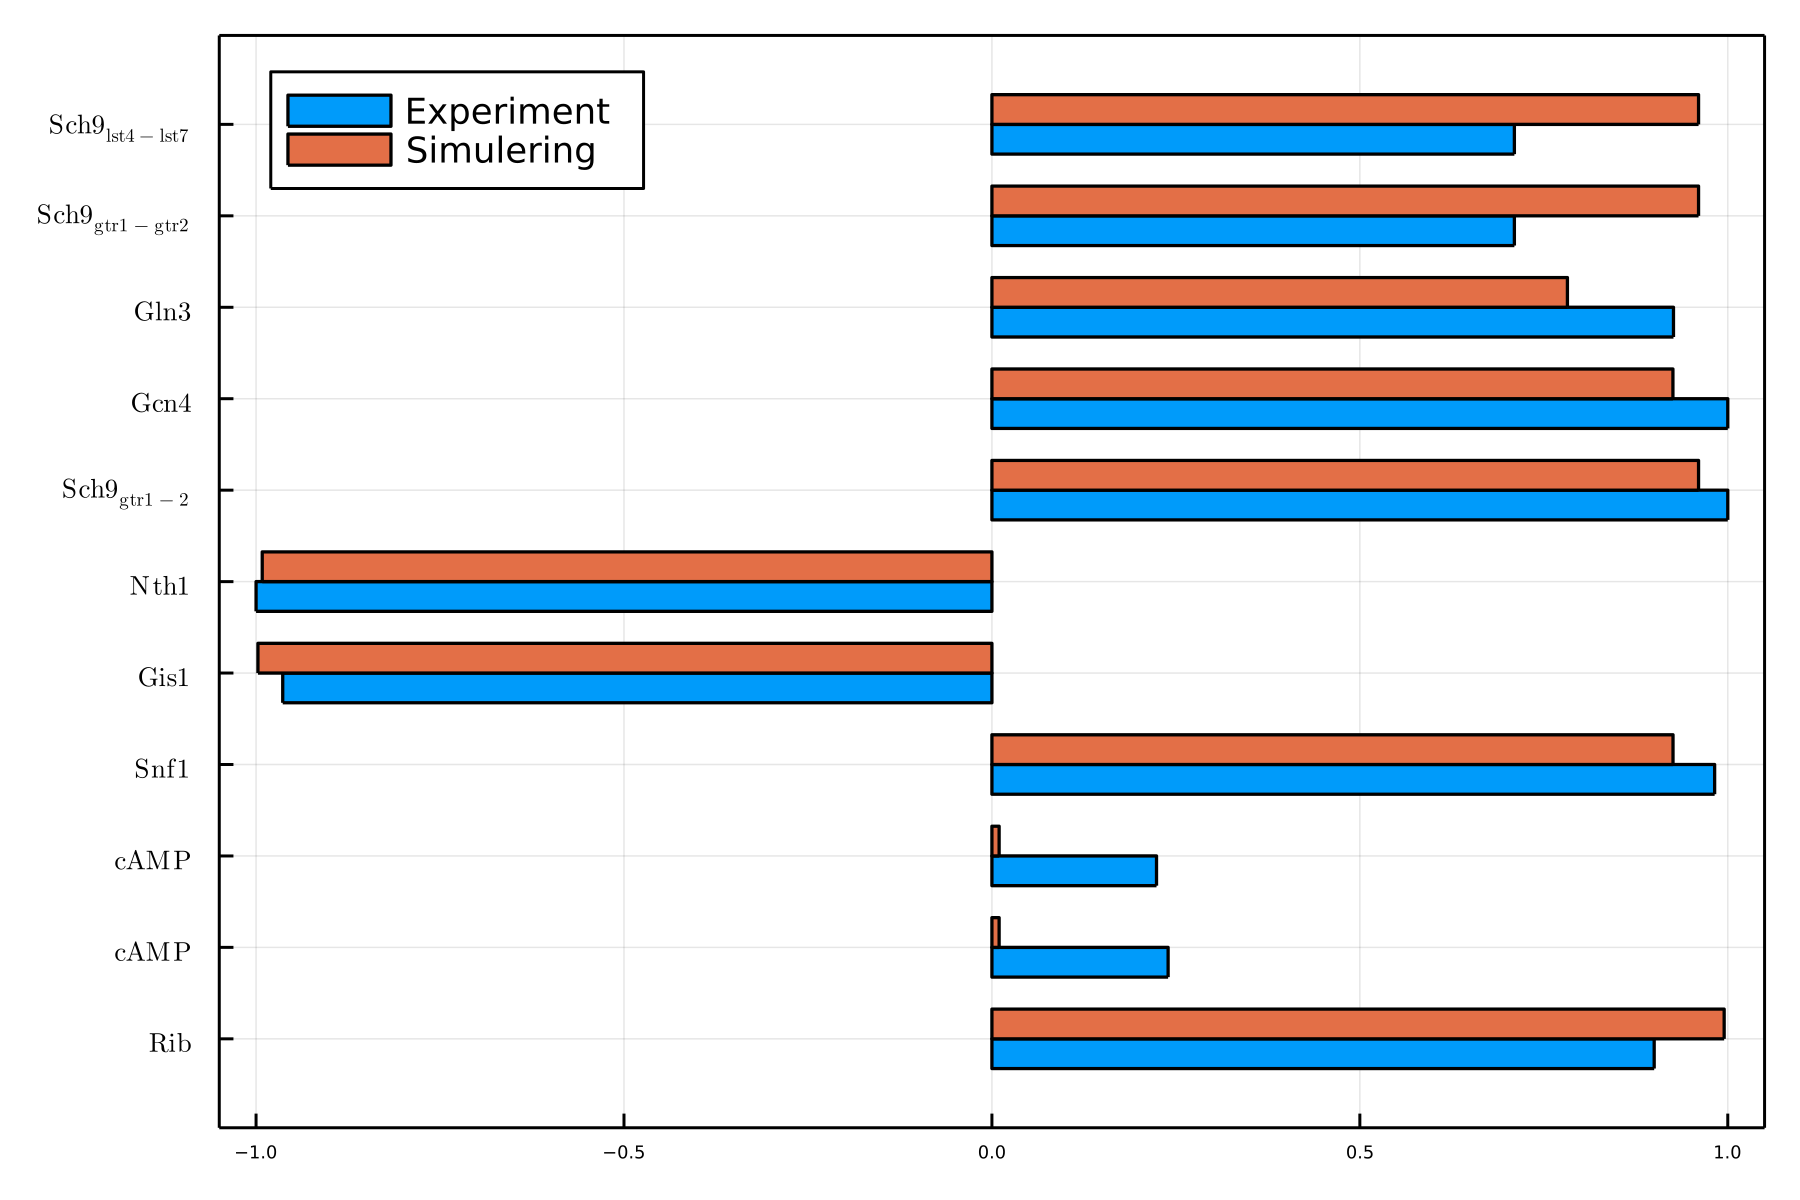 Experiment
Simulering
Sch9lst4 − lst7
Sch9gtr1 − gtr2
Gln3
Gcn4
Sch9gtr1 − 2
Nth1
Gis1
Snf1
cAMP
cAMP
Rib
−1.0 −0.5 0.0 0.5 1.0